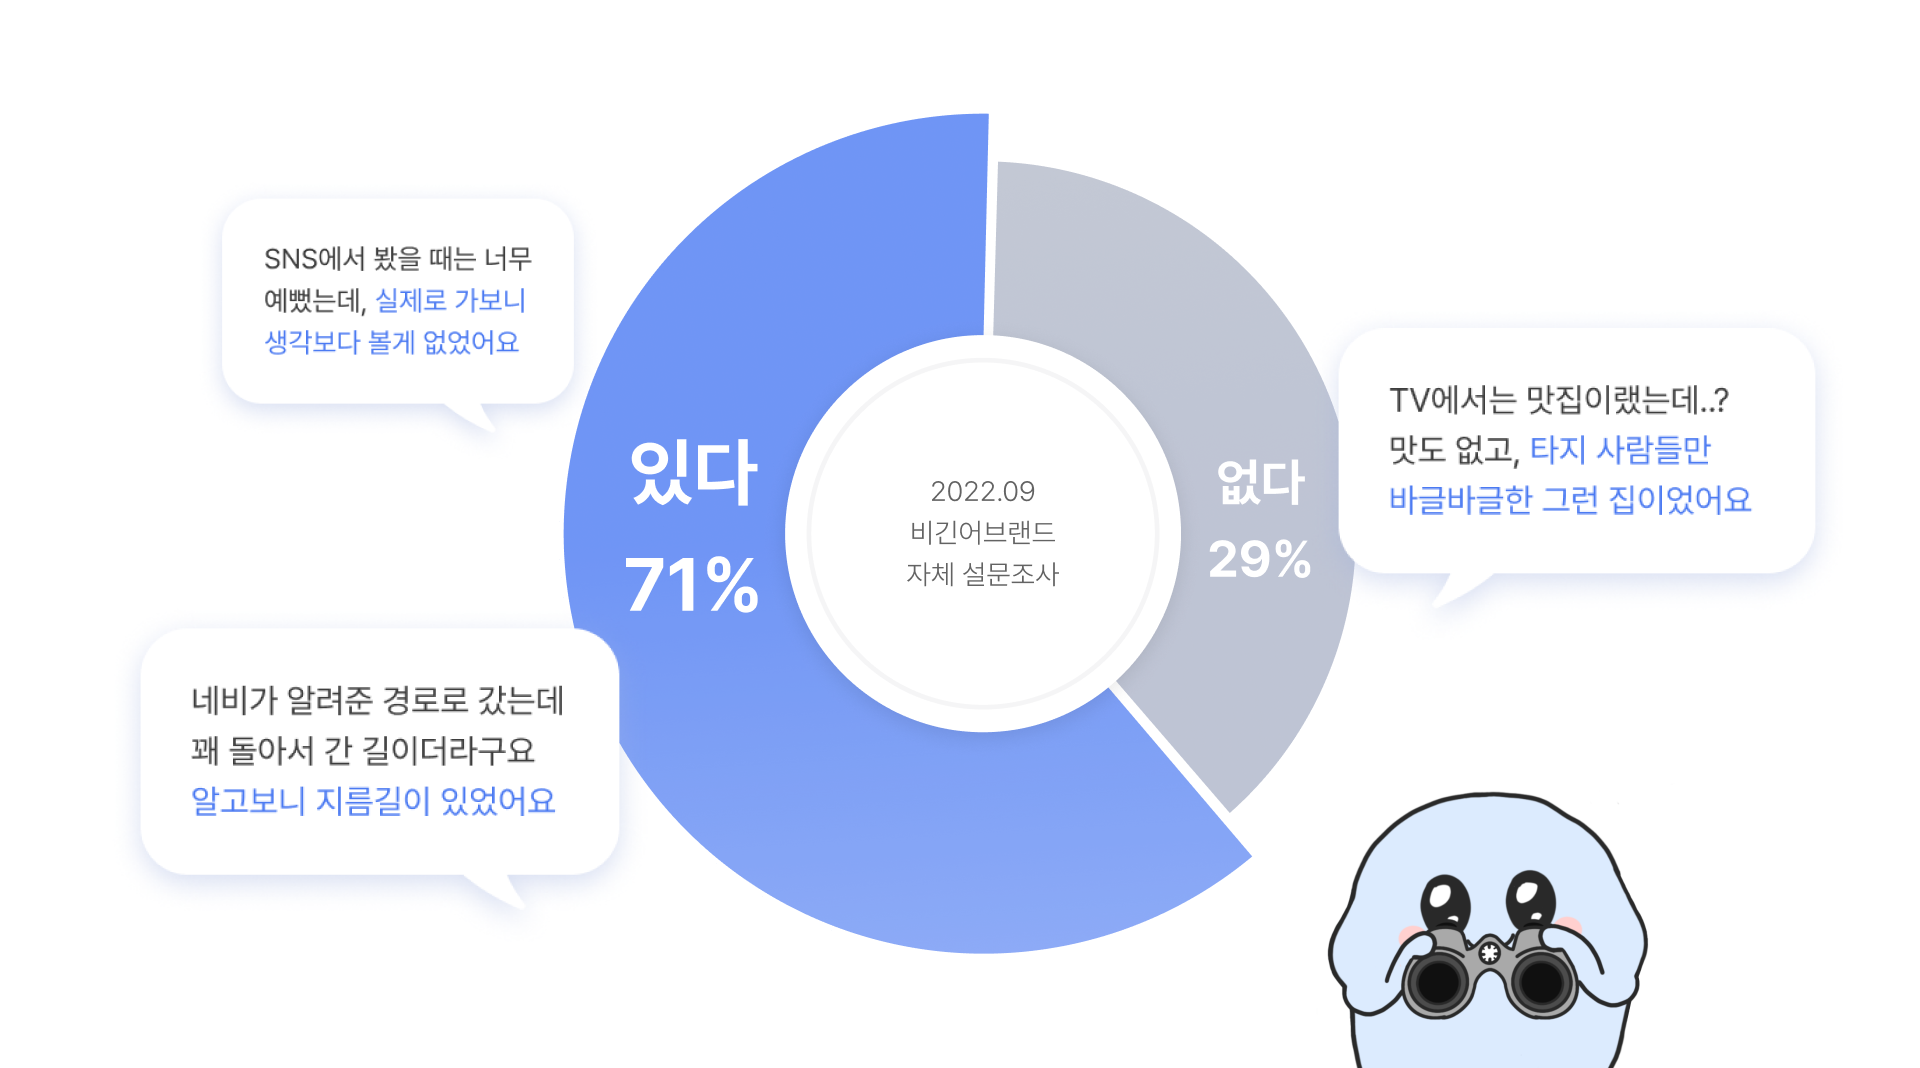 SNS에서 봤을 때는 너무
예뻤는데, 실제로 가보니
생각보다 볼게 없었어요
있다
71%
네비가 알려준 경로로 갔는데
꽤 돌아서 간 길이더라구요
알고보니 지름길이 있었어요
2022.09
비긴어브랜드
자체 설문조사
없다
29%
TV에서는 맛집이랬는데..?
맛도 없고, 타지 사람들만
바글바글한 그런 집이었어요